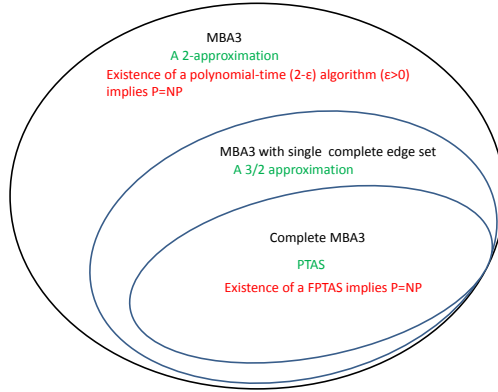 MBA3
A 2-approximation
Existence of a polynomial-time (2-ε) algorithm (ε>0)
implies P=NP
MBA3 with single complete edge set
A 3/2 approximation
Complete MBA3
PTAS
Existence of a FPTAS implies P=NP